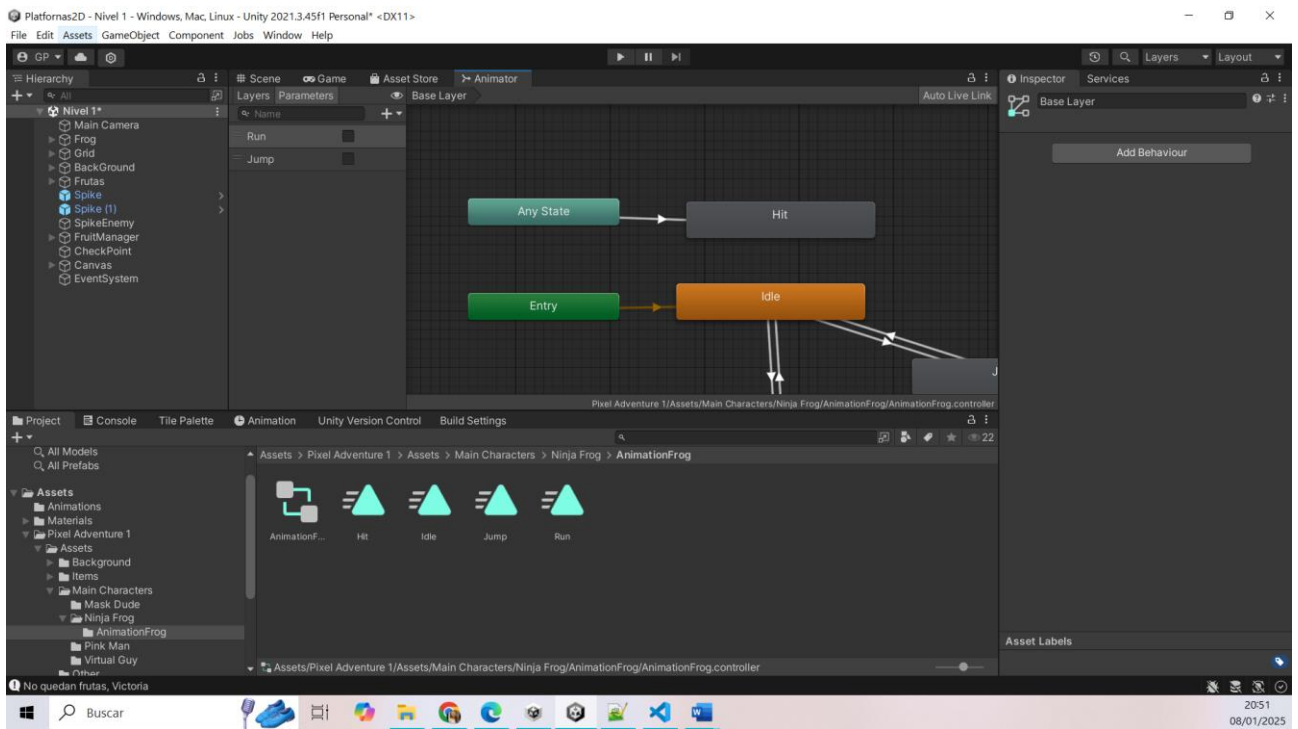 Platfornas2D - Nivel 1 - Windows, Mac, Linux - Unity 2021.3.45f1 Personal* <DX11>
File Edit Assets GameObject Component Jobs Window Help
GP
Layers Layout
Hierarchy
Scene Game Asset Store Animator
Inspector Services
All
Layers Parameters Base Layer Auto Live Link
Base Layer
Nivel 1*
Name
Main Camera
Run
Frog
Grid
Jump
Add Behaviour
BackGround
Frutas
Spike
Spike (1)
Any State
Hit
SpikeEnemy
FruitManager
CheckPoint
Canvas
EventSystem
Idle
Entry
J
Pixel Adventure 1/Assets/Main Characters/Ninja Frog/AnimationFrog/AnimationFrog.controller
Project Console Tile Palette Animation Unity Version Control Build Settings
22
All Models
All Prefabs
Assets > Pixel Adventure 1 > Assets > Main Characters > Ninja Frog > AnimationFrog
Assets
Animations
Materials
Pixel Adventure 1
Assets
Background
Items
Main Characters
Mask Dude
Ninja Frog
AnimationFrog
Pink Man
Virtual Guy
Other
AnimationF... Hit Idle Jump Run
Asset Labels
Assets/Pixel Adventure 1/Assets/Main Characters/Ninja Frog/AnimationFrog/AnimationFrog.controller
No quedan frutas, Victoria
Buscar
20:51
08/01/2025